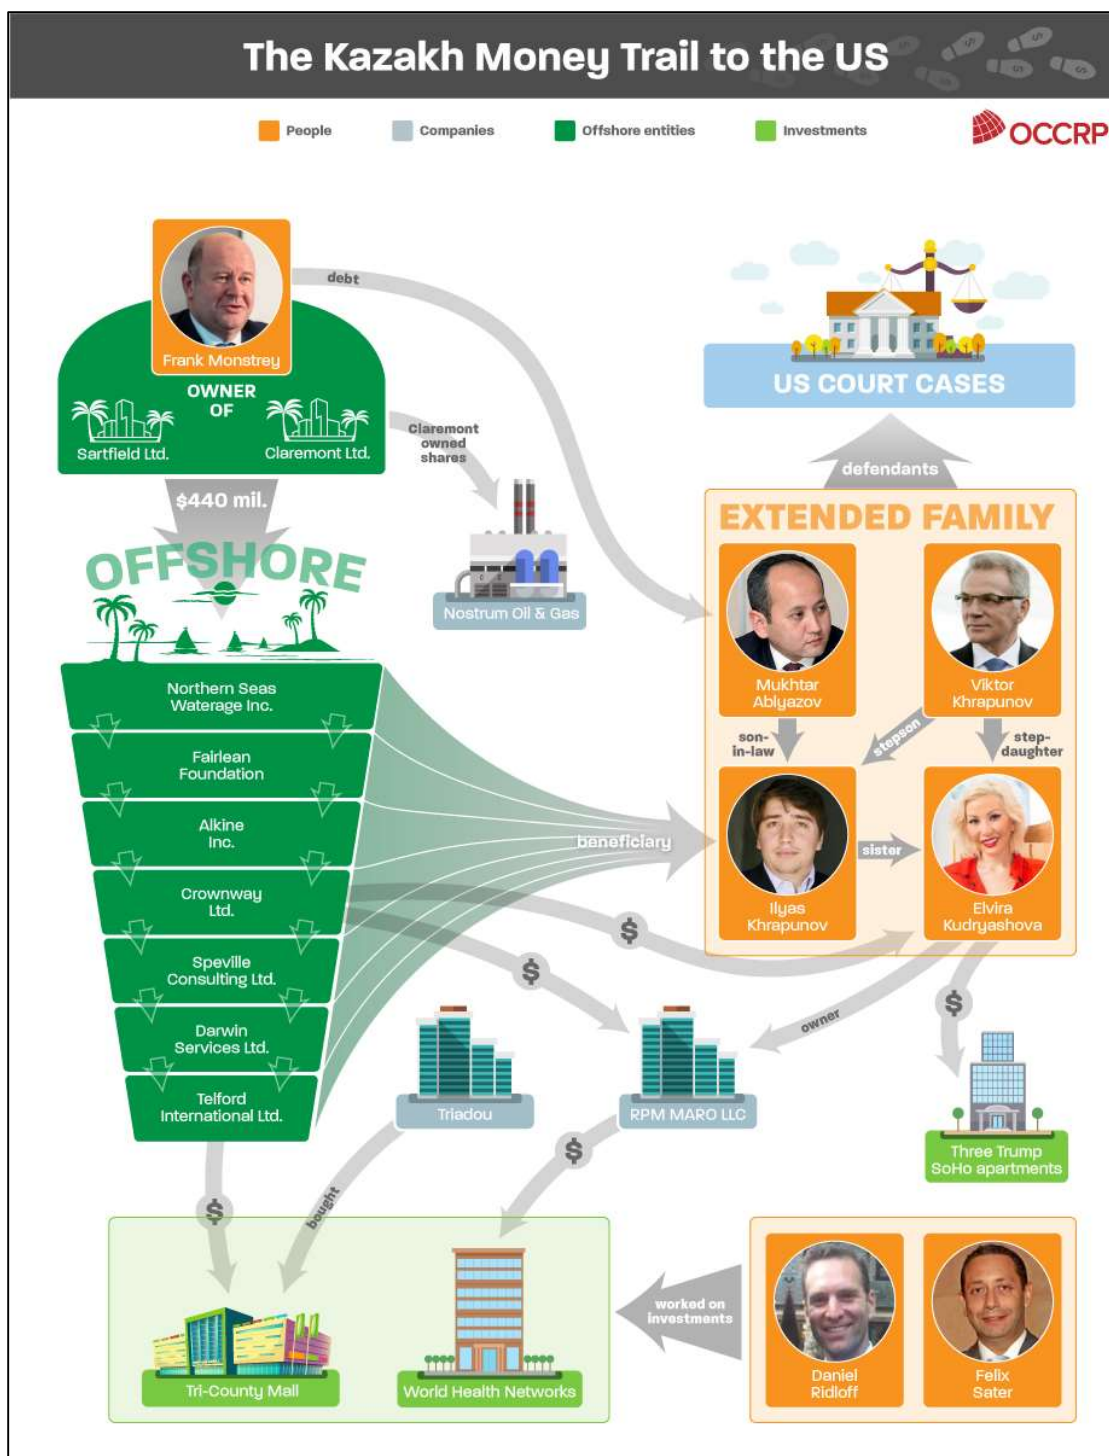 The Kazakh Money Trail to the US
People
Companies
Offshore entities
Investments
OCCRP
Frank Monstrey
OWNER
OF
Sartfield Ltd.
Claremont Ltd.
debt
Claremont
owned
shares
Nostrum Oil & Gas
$440 mil.
OFFSHORE
US COURT CASES
defendants
EXTENDED FAMILY
Mukhtar
Ablyazov
Viktor
Khrapunov
son-
in-law
stepson
step-
daughter
Ilyas
Khrapunov
sister
Elvira
Kudryashova
Northern Seas
Waterage Inc.
Fairlean
Foundation
Alkine
Inc.
Crownway
Ltd.
Speville
Consulting Ltd.
Darwin
Services Ltd.
Telford
International Ltd.
beneficiary
$
$
owner
$
Triadou
RPM MARO LLC
Three Trump
SoHo apartments
$
bought
$
Tri-County Mall
World Health Networks
worked on
investments
Daniel
Ridloff
Felix
Sater